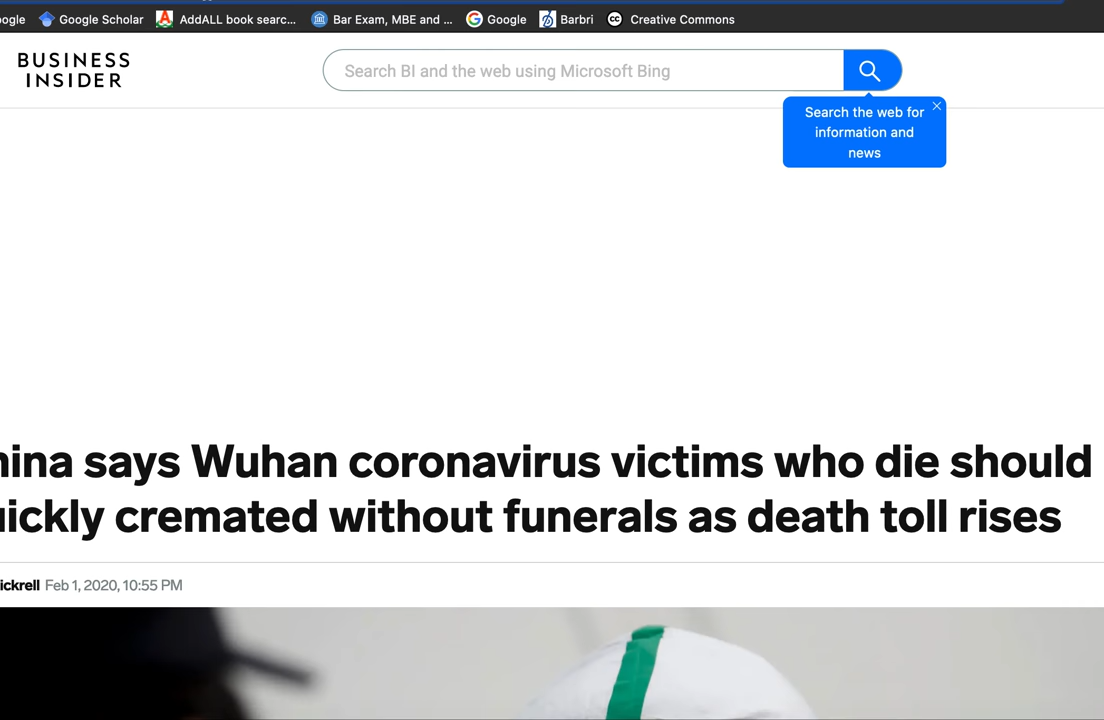 ogle Google Scholar AddALL book searc... Bar Exam, MBE and ... Google Barbri Creative Commons
BUSINESS
INSIDER
Search BI and the web using Microsoft Bing
Search the web for
information and
news
hina says Wuhan coronavirus victims who die should
uickly cremated without funerals as death toll rises
ickrell Feb 1, 2020, 10:55 PM